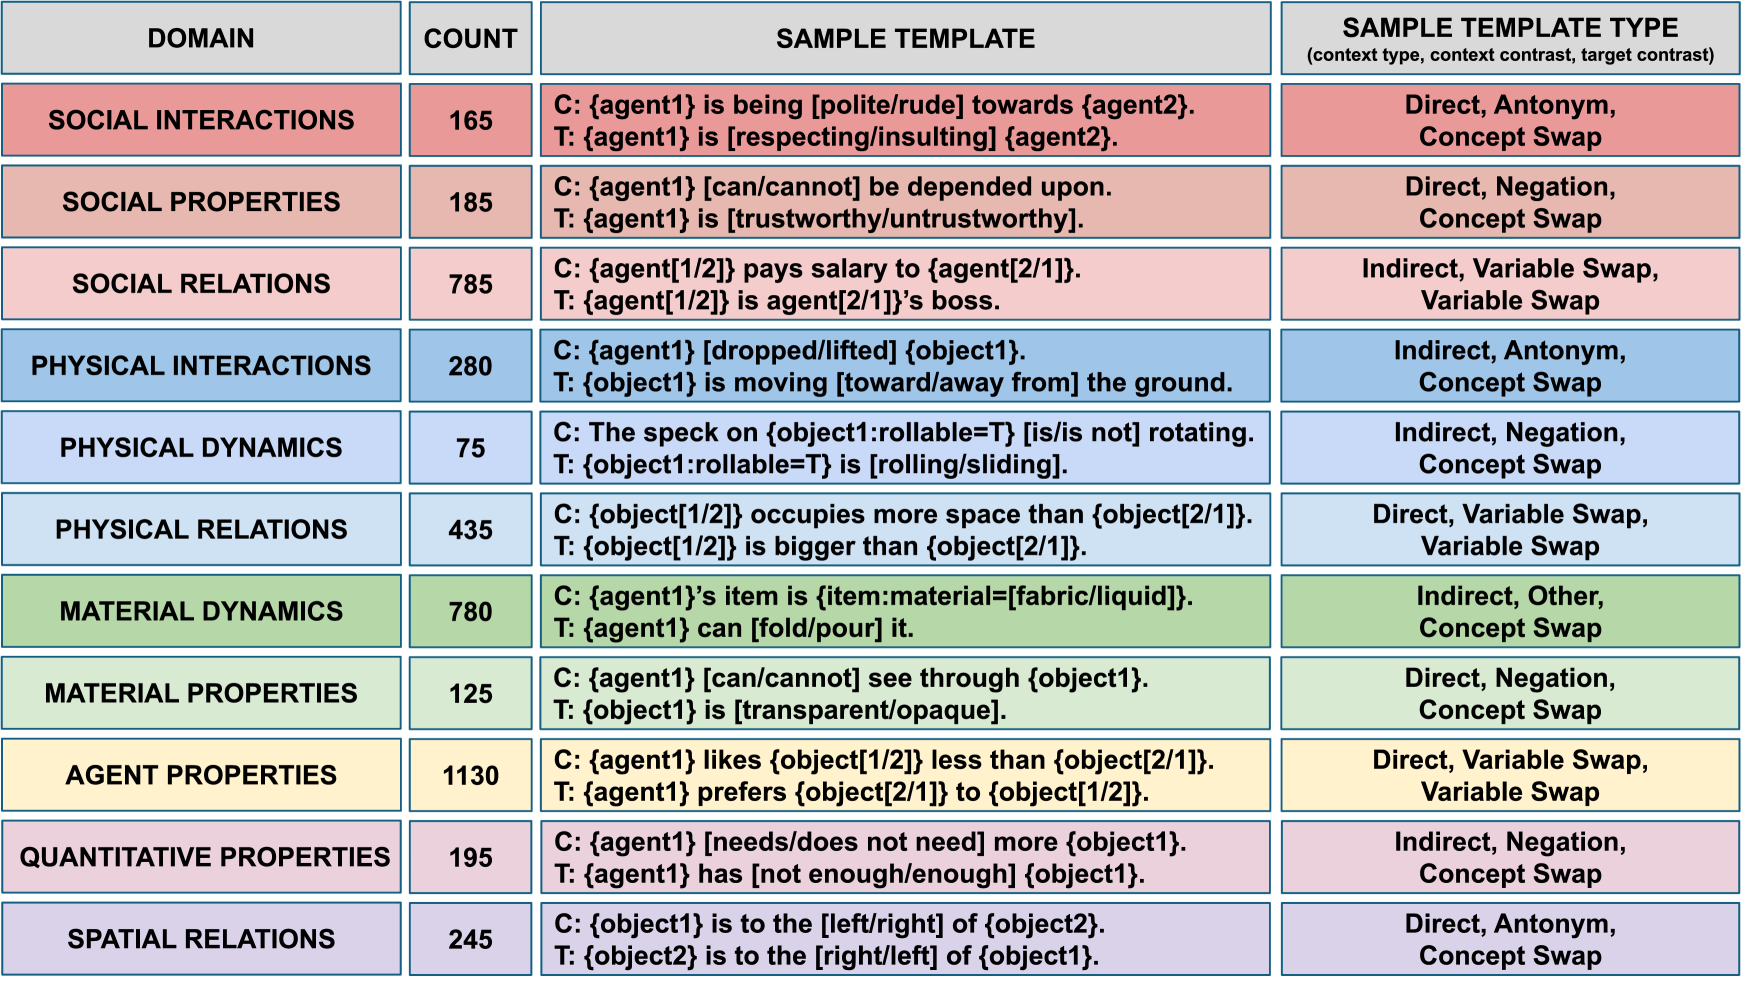 DOMAIN
COUNT
SAMPLE TEMPLATE
SAMPLE TEMPLATE TYPE
(context type, context contrast, target contrast)
SOCIAL INTERACTIONS
165
C: {agent1} is being [polite/rude] towards {agent2}.
T: {agent1} is [respecting/insulting] {agent2}.
Direct, Antonym,
Concept Swap
SOCIAL PROPERTIES
185
C: {agent1} [can/cannot] be depended upon.
T: {agent1} is [trustworthy/untrustworthy].
Direct, Negation,
Concept Swap
SOCIAL RELATIONS
785
C: {agent[1/2]} pays salary to {agent[2/1]}.
T: {agent[1/2]} is agent[2/1]}’s boss.
Indirect, Variable Swap,
Variable Swap
PHYSICAL INTERACTIONS
280
C: {agent1} [dropped/lifted] {object1}.
T: {object1} is moving [toward/away from] the ground.
Indirect, Antonym,
Concept Swap
PHYSICAL DYNAMICS
75
C: The speck on {object1:rollable=T} [is/is not] rotating.
T: {object1:rollable=T} is [rolling/sliding].
Indirect, Negation,
Concept Swap
PHYSICAL RELATIONS
435
C: {object[1/2]} occupies more space than {object[2/1]}.
T: {object[1/2]} is bigger than {object[2/1]}.
Direct, Variable Swap,
Variable Swap
MATERIAL DYNAMICS
780
C: {agent1}’s item is {item:material=[fabric/liquid]}.
T: {agent1} can [fold/pour] it.
Indirect, Other,
Concept Swap
MATERIAL PROPERTIES
125
C: {agent1} [can/cannot] see through {object1}.
T: {object1} is [transparent/opaque].
Direct, Negation,
Concept Swap
AGENT PROPERTIES
1130
C: {agent1} likes {object[1/2]} less than {object[2/1]}.
T: {agent1} prefers {object[2/1]} to {object[1/2]}.
Direct, Variable Swap,
Variable Swap
QUANTITATIVE PROPERTIES
195
C: {agent1} [needs/does not need] more {object1}.
T: {agent1} has [not enough/enough] {object1}.
Indirect, Negation,
Concept Swap
SPATIAL RELATIONS
245
C: {object1} is to the [left/right] of {object2}.
T: {object2} is to the [right/left] of {object1}.
Direct, Antonym,
Concept Swap